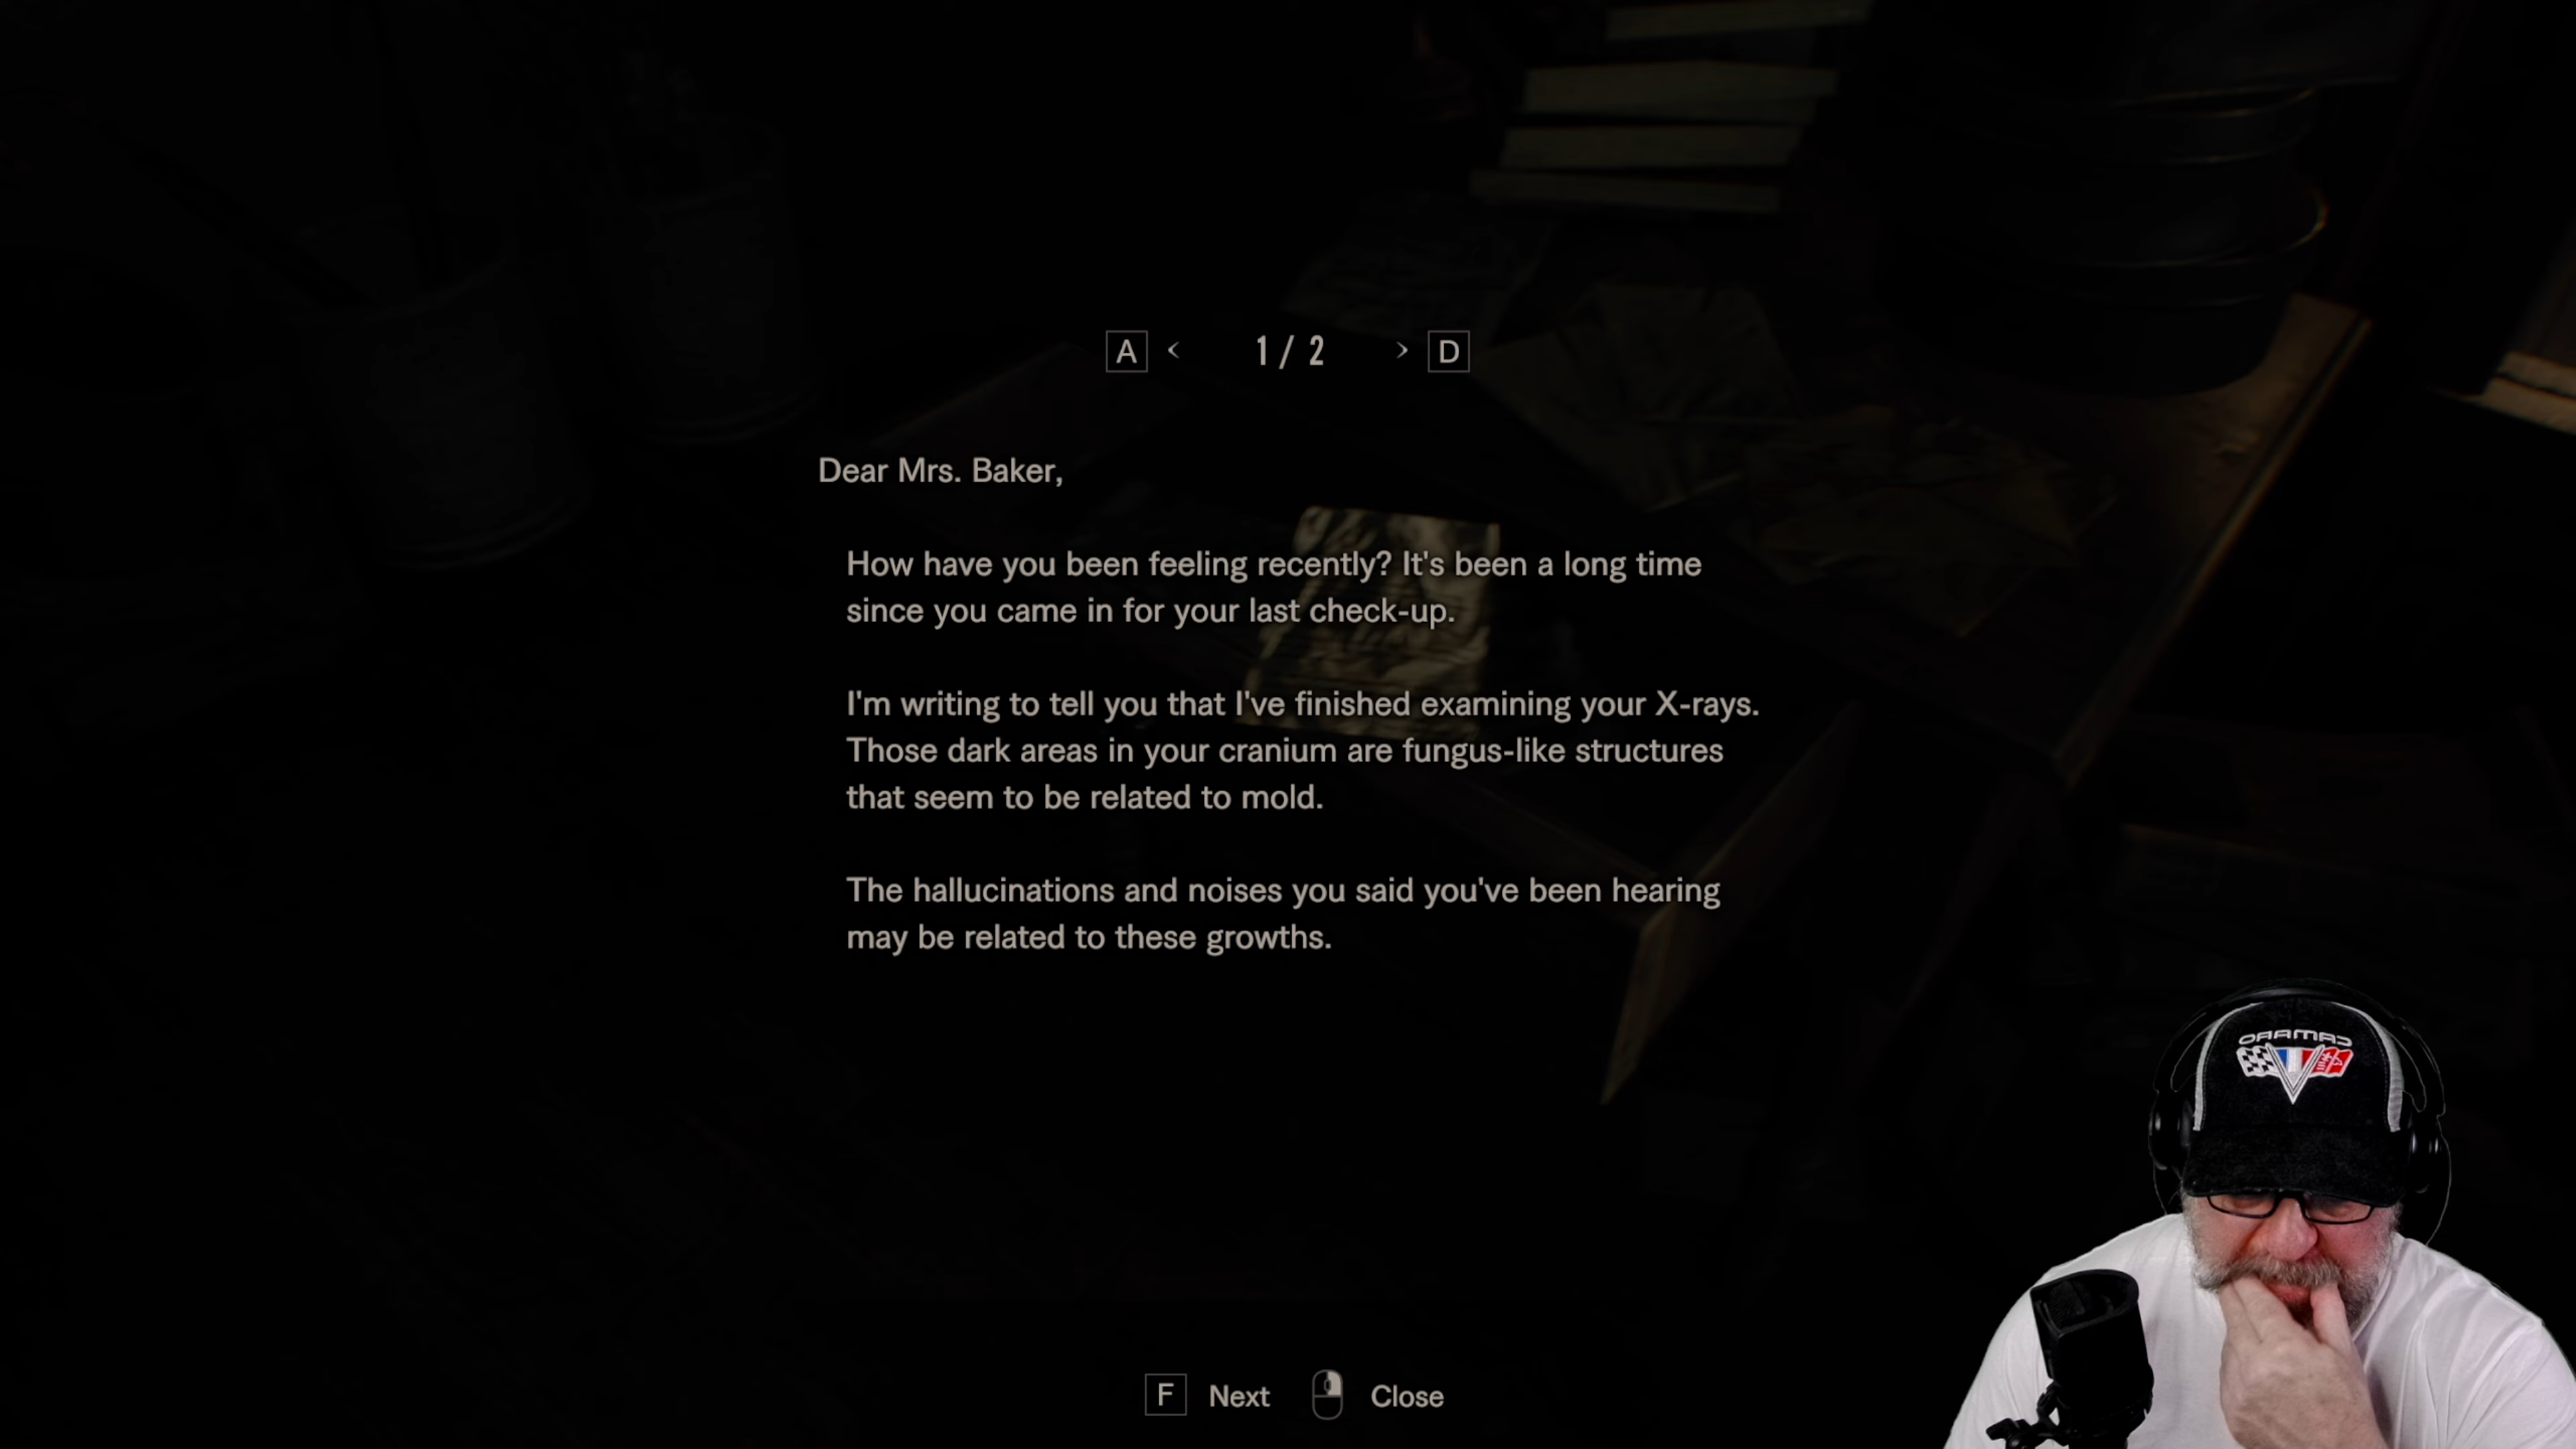 A < 1 / 2 > D
Dear Mrs. Baker,
How have you been feeling recently? It's been a long time
since you came in for your last check-up.
I'm writing to tell you that I've finished examining your X-rays.
Those dark areas in your cranium are fungus-like structures
that seem to be related to mold.
The hallucinations and noises you said you've been hearing
may be related to these growths.
F Next Close
CAMARO